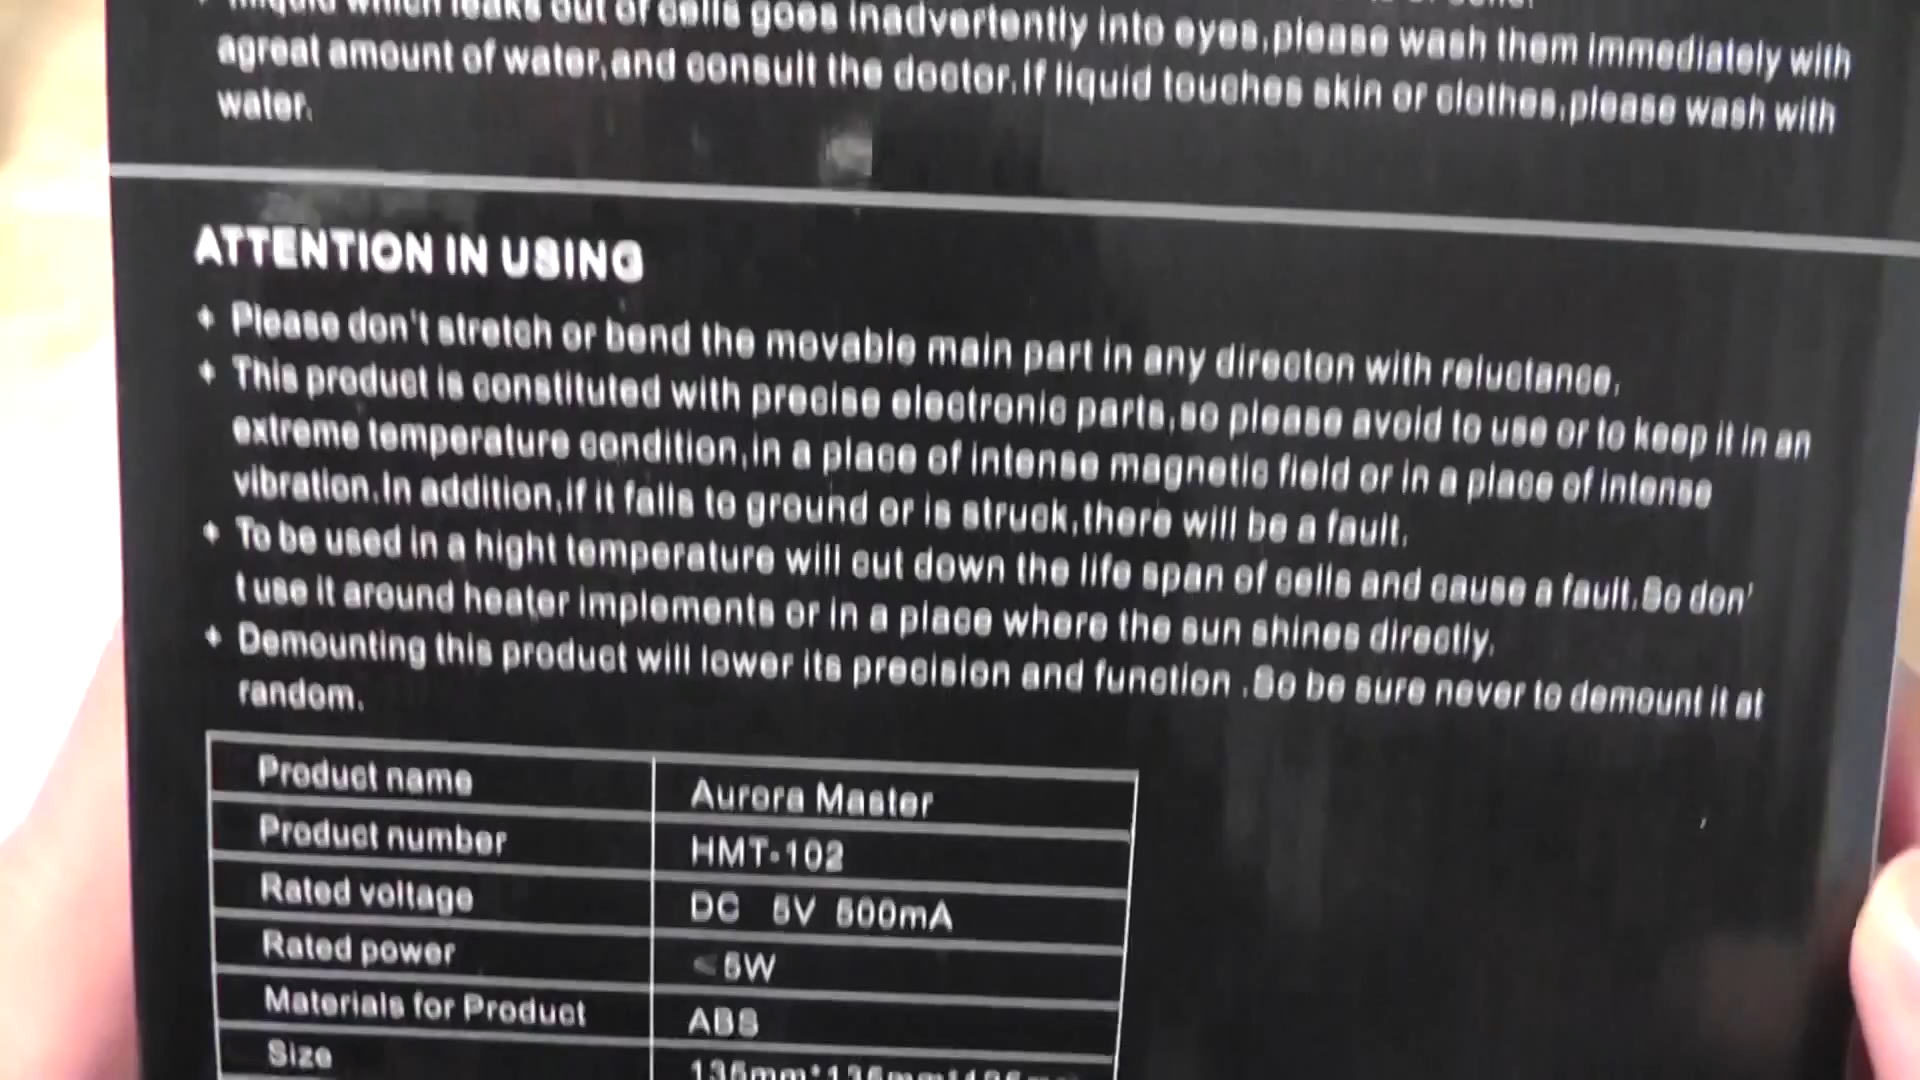 liquid which leaks out of cells goes inadvertently into eyes,please wash them immediately with
agreat amount of water,and consult the doctor.If liquid touches skin or clothes,please wash with
water.
ATTENTION IN USING
♦ Please don't stretch or bend the movable main part in any directon with reluctance.
♦ This product is constituted with precise electronic parts,so please avoid to use or to keep it in an
extreme temperature condition,in a place of intense magnetic field or in a place of intense
vibration.In addition,if it falls to ground or is struck,there will be a fault.
♦ To be used in a hight temperature will cut down the life span of cells and cause a fault.So don'
t use it around heater implements or in a place where the sun shines directly.
♦ Demounting this product will lower its precision and function .So be sure never to demount it at
random.
Product name Aurora Master
Product number HMT-102
Rated voltage DC 5V 500mA
Rated power <5W
Materials for Product ABS
Size